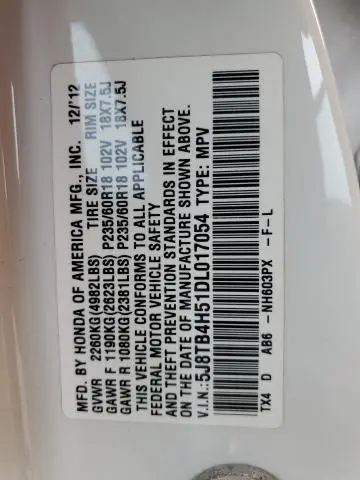 MFD. BY HONDA OF AMERICA MFG., INC. 12/'12
TIRE SIZE RIM SIZE
GVWR 2260KG(4982LBS)
GAWR F 1190KG(2623LBS) P235/60R18 102V 18X7.5J
GAWR R 1080KG(2381LBS) P235/60R18 102V 18X7.5J
THIS VEHICLE CONFORMS TO ALL APPLICABLE
FEDERAL MOTOR VEHICLE SAFETY
AND THEFT PREVENTION STANDARDS IN EFFECT
ON THE DATE OF MANUFACTURE SHOWN ABOVE.
V.I.N.:5J8TB4H51DL017054 TYPE: MPV
TX4 D AB6 -NH603PX -F-L